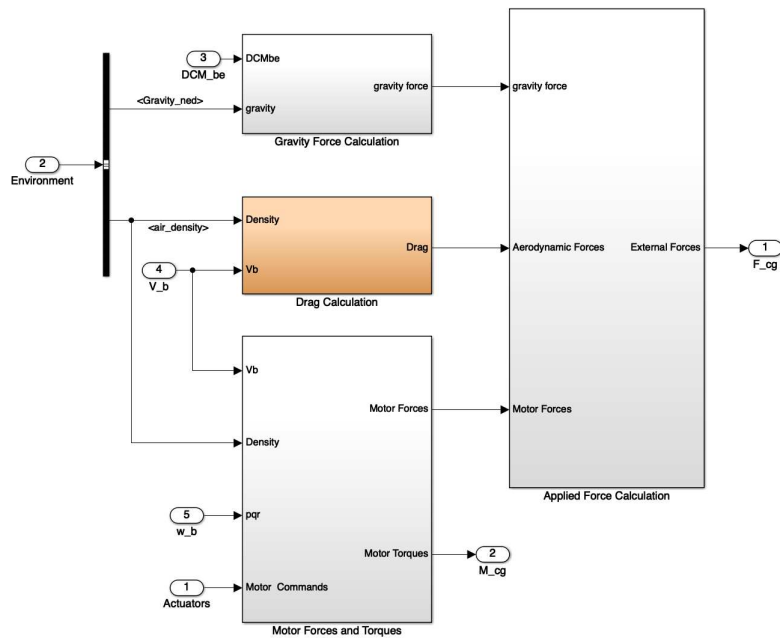 3
DCM_be
DCMbe
gravity force
<Gravity_ned>
gravity
Gravity Force Calculation
gravity force
2
Environment
<air_density>
Density
Drag
4
V_b
Vb
Drag Calculation
Aerodynamic Forces
External Forces
1
F_cg
Vb
Motor Forces
Motor Forces
Density
Applied Force Calculation
5
w_b
pqr
Motor Torques
2
M_cg
1
Actuators
Motor Commands
Motor Forces and Torques